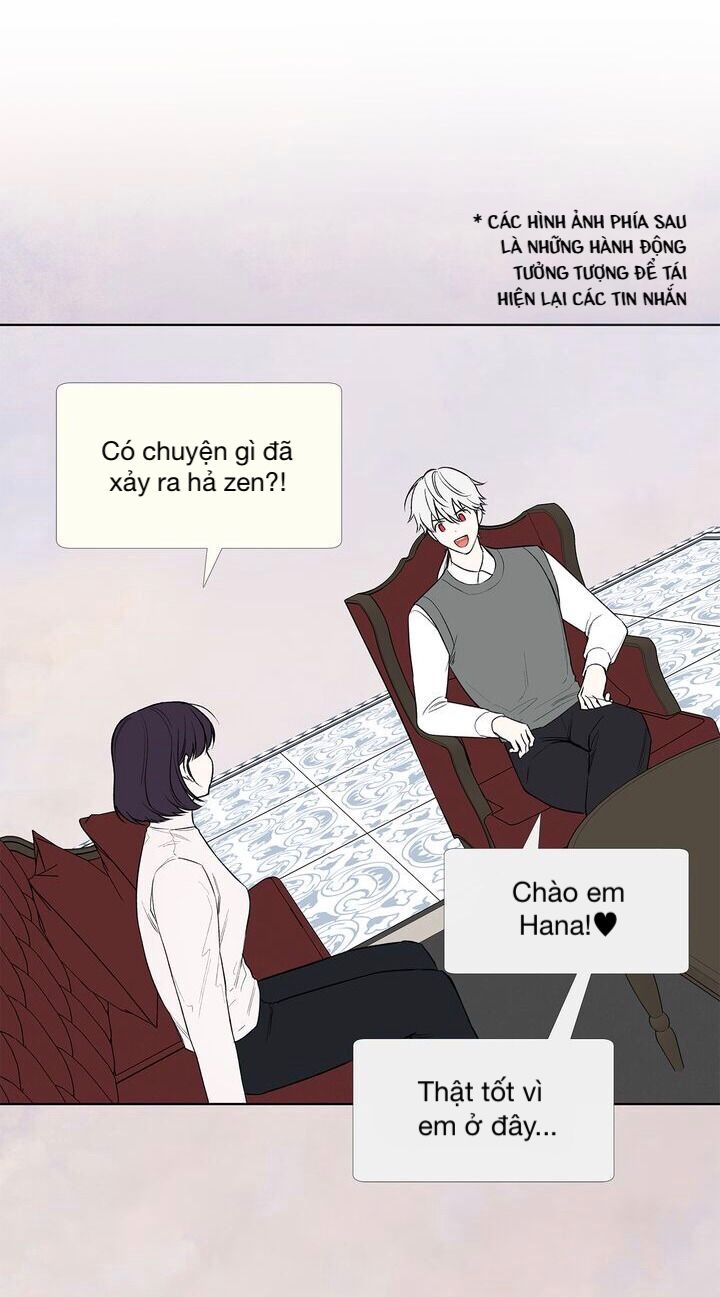 * CÁC HÌNH ẢNH PHÍA SAU
LÀ NHỮNG HÀNH ĐỘNG
TƯỞNG TƯỢNG ĐỂ TÁI
HIỆN LẠI CÁC TIN NHẮN
Có chuyện gì đã
xảy ra hả zen?!
Chào em
Hana!♥
Thật tốt vì
em ở đây...